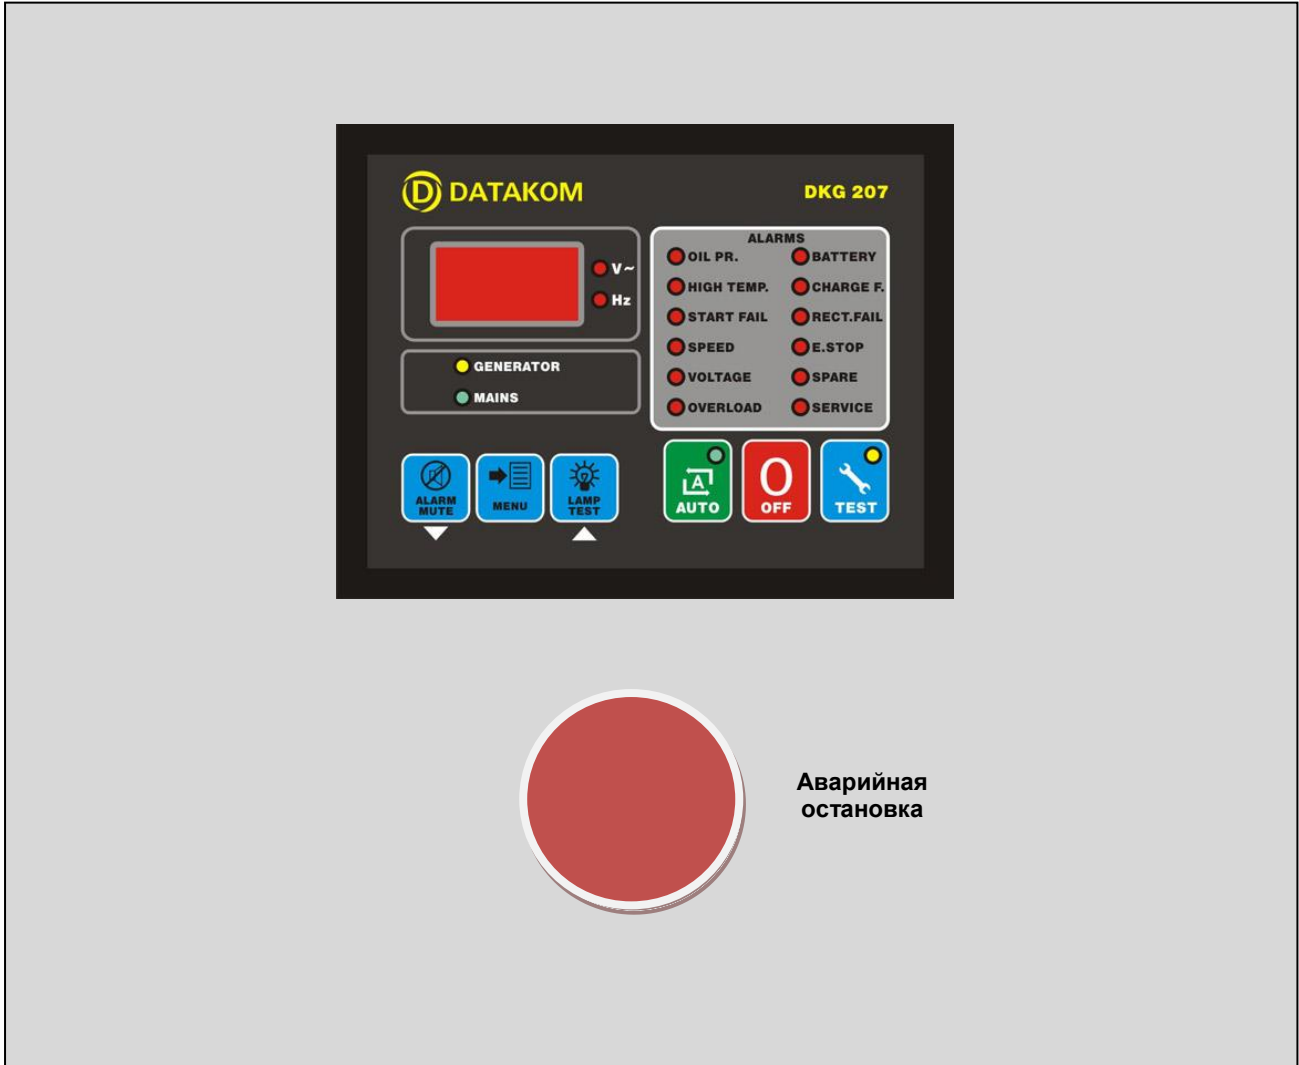 DATAKOM
DKG 207
V~
Hz
GENERATOR
MAINS
ALARMS
OIL PR. BATTERY
HIGH TEMP. CHARGE F.
START FAIL RECT.FAIL
SPEED E.STOP
VOLTAGE SPARE
OVERLOAD SERVICE
ALARM
MUTE
MENU
LAMP
TEST
A
AUTO
O
OFF
TEST
Аварийная
остановка